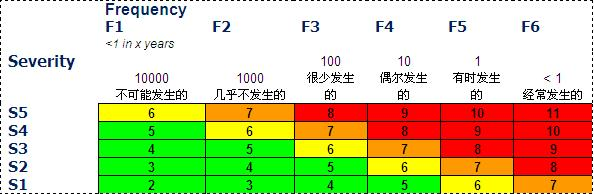 Frequency
F1 F2 F3 F4 F5 F6
<1 in x years
Severity
10000 1000 100 10 1 < 1
不可能发生的 几乎不发生的 很少发生的 偶尔发生的 有时发生的 经常发生的
S5 6 7 8 9 10 11
S4 5 6 7 8 9 10
S3 4 5 6 7 8 9
S2 3 4 5 6 7 8
S1 2 3 4 5 6 7